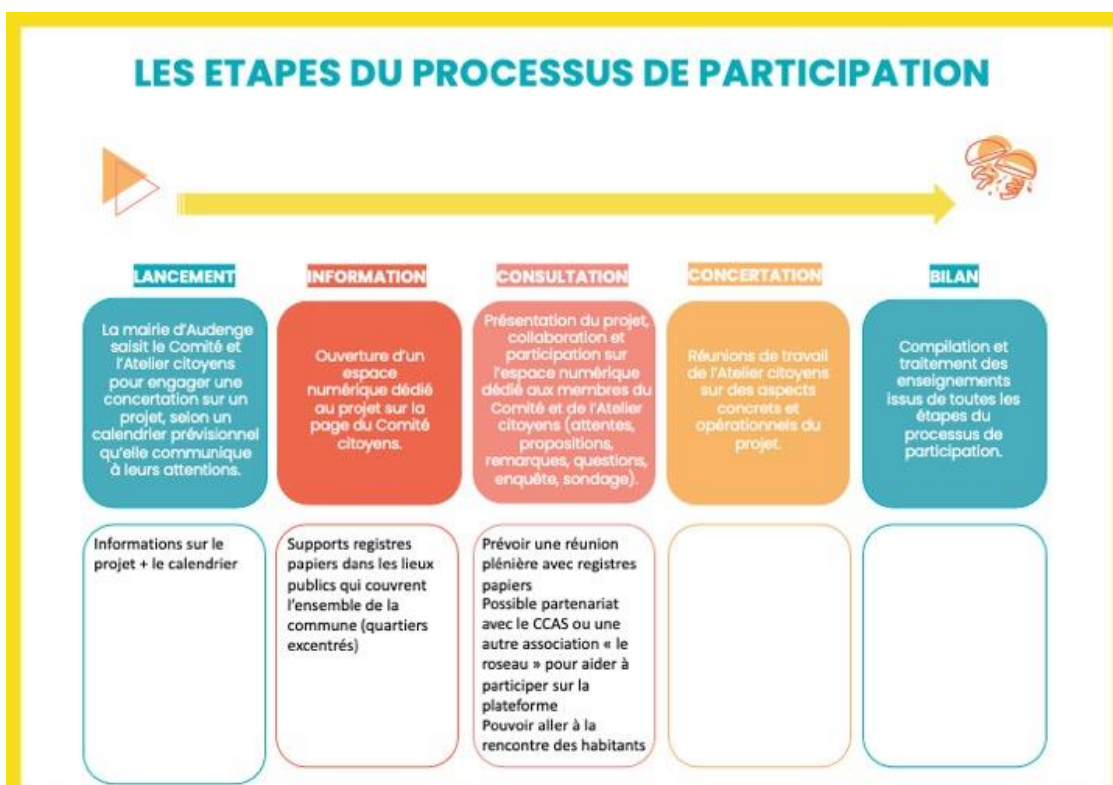 LES ETAPES DU PROCESSUS DE PARTICIPATION
LANCEMENT
La mairie d'Audenge
saisit le Comité et
l'Atelier citoyens
pour engager une
concertation sur un
projet, selon un
calendrier prévisionnel
qu'elle communique
à leurs attentions.
Informations sur le
projet + le calendrier
INFORMATION
Ouverture d'un
espace
numérique dédié
au projet sur la
page du Comité
citoyens.
Supports registres
papiers dans les lieux
publics qui couvrent
l'ensemble de la
commune (quartiers
excentrés)
CONSULTATION
Présentation du projet,
collaboration et
participation sur
l'espace numérique
dédié aux membres du
Comité et de l'Atelier
citoyens (attentes,
propositions,
remarques, questions,
enquête, sondage).
Prévoir une réunion
plénière avec registres
papiers
Possible partenariat
avec le CCAS ou une
autre association « le
roseau » pour aider à
participer sur la
plateforme
Pouvoir aller à la
rencontre des habitants
CONCERTATION
Réunions de travail
de l'Atelier citoyens
sur des aspects
concrets et
opérationnels du
projet.
BILAN
Compilation et
traitement des
enseignements
issus de toutes les
étapes du
processus de
participation.